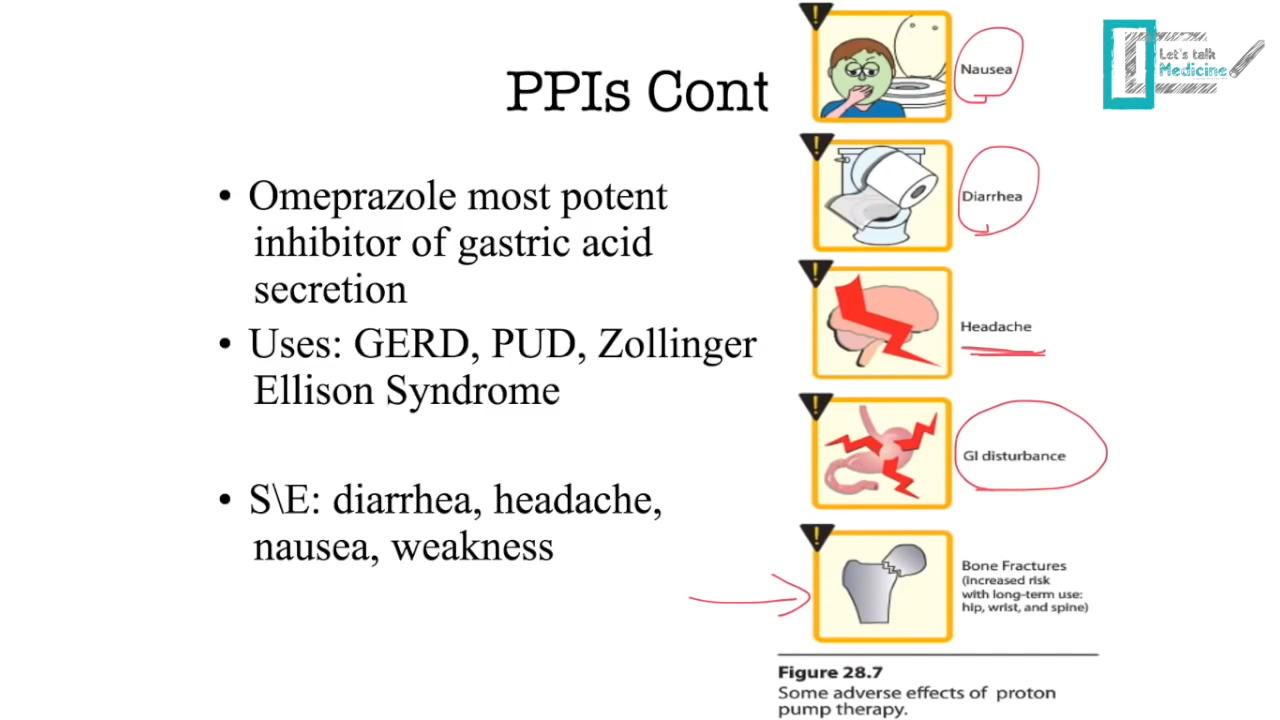 PPIs Cont
Let's talk
Medicine
• Omeprazole most potent
inhibitor of gastric acid
secretion
• Uses: GERD, PUD, Zollinger
Ellison Syndrome
• S\E: diarrhea, headache,
nausea, weakness
!
Nausea
!
Diarrhea
!
Headache
!
GI disturbance
!
Bone Fractures
(increased risk
with long-term use:
hip, wrist, and spine)
Figure 28.7
Some adverse effects of proton
pump therapy.